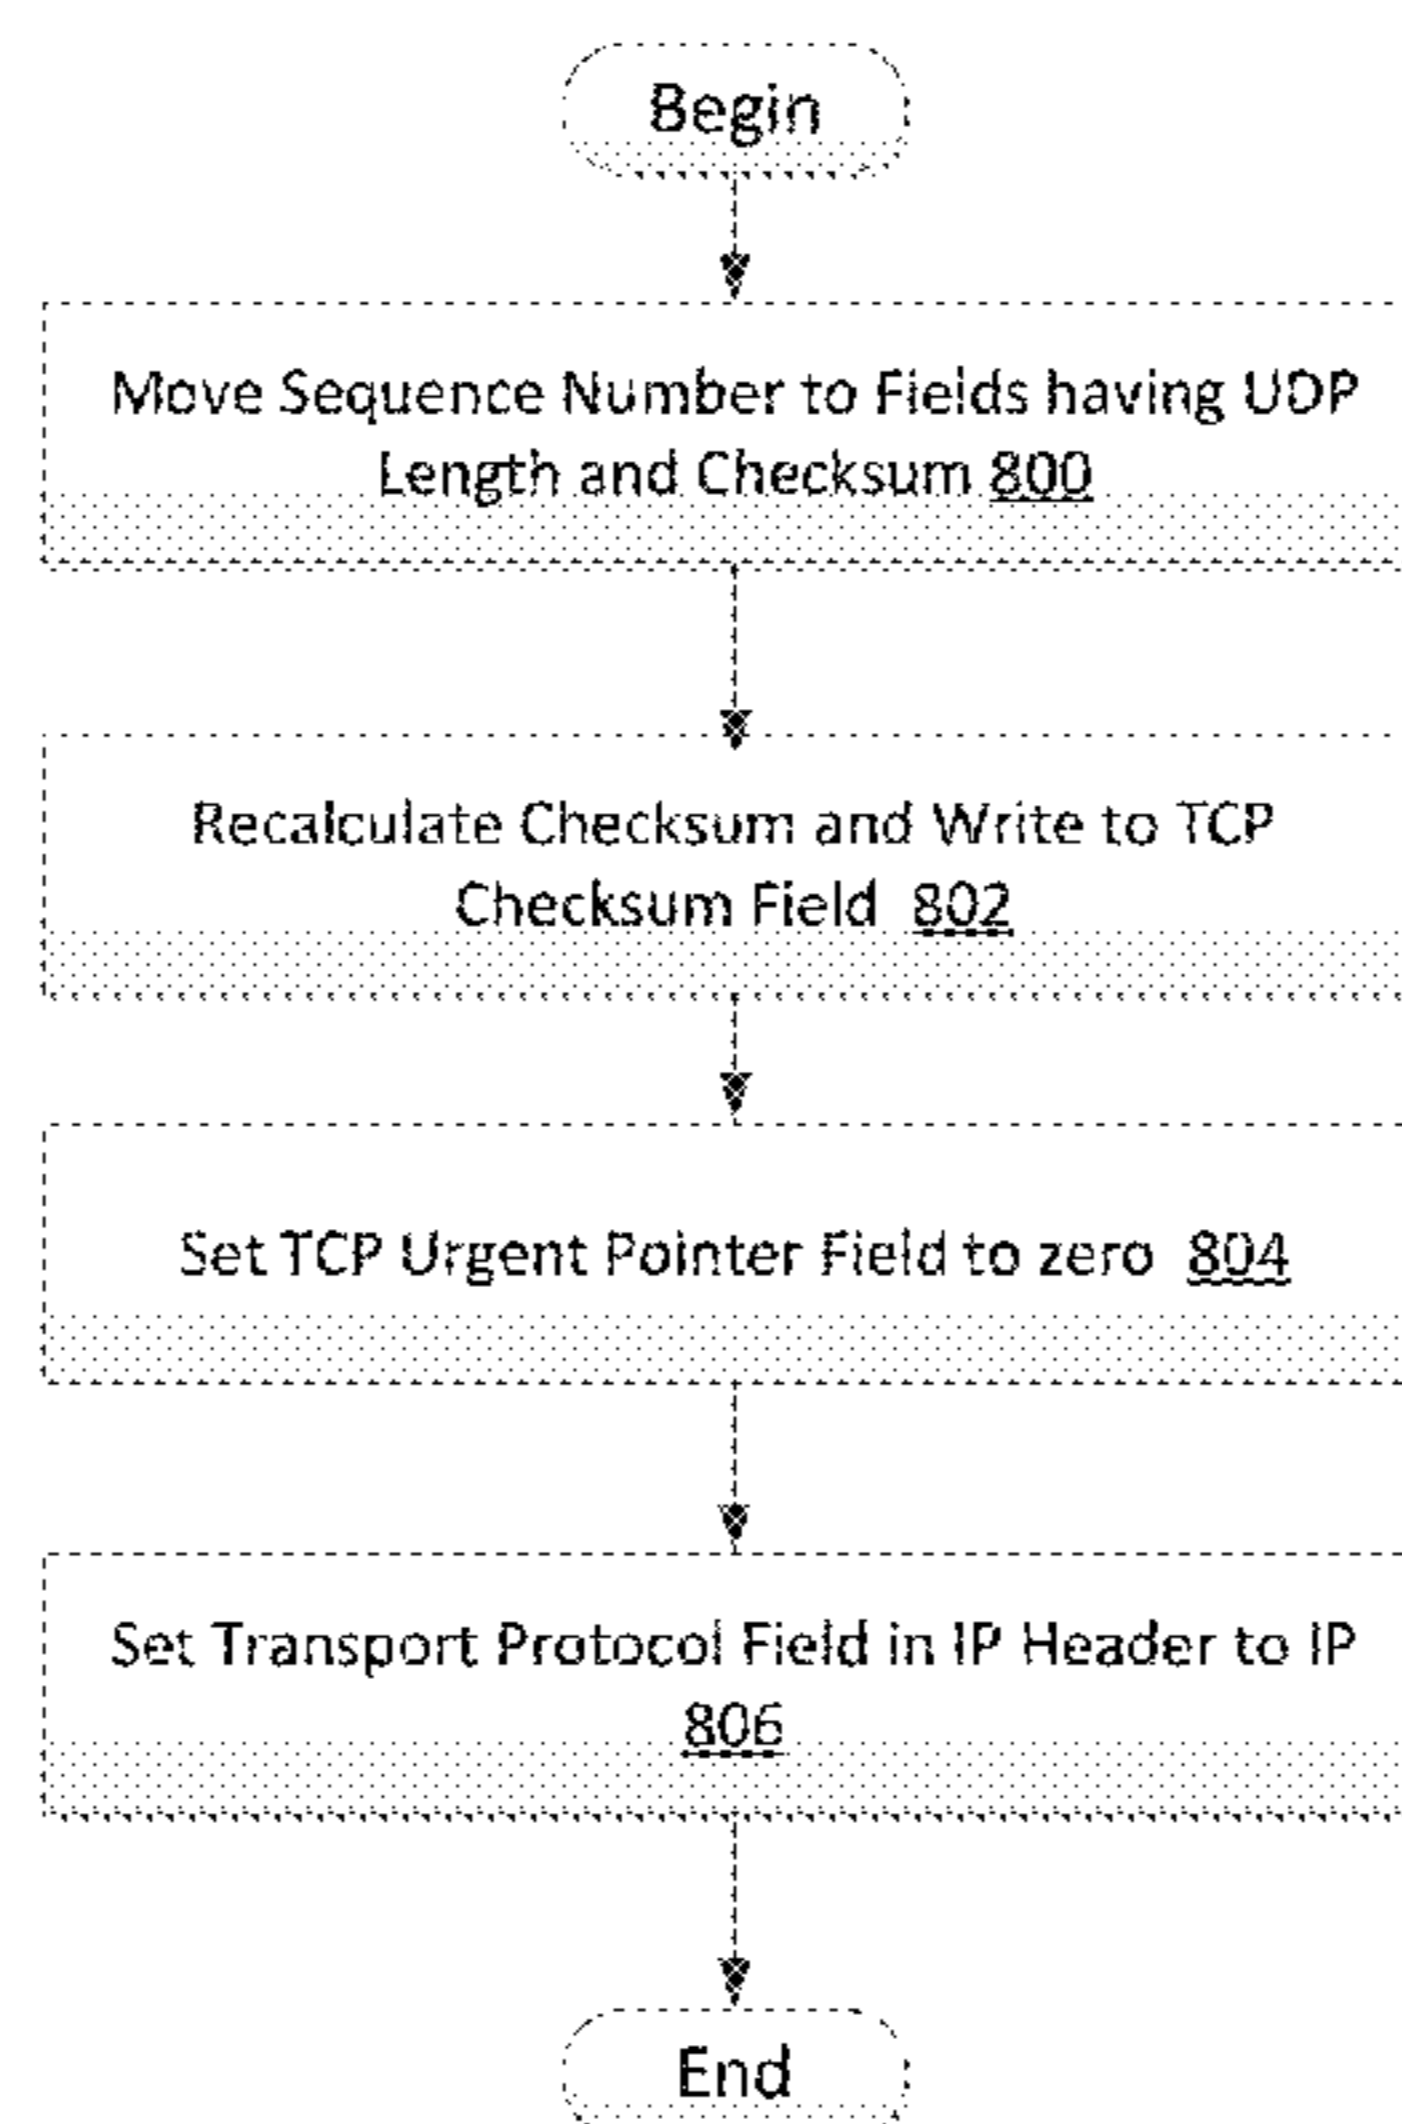 Begin
Move Sequence Number to Fields having UDP
Length and Checksum 800
Recalculate Checksum and Write to TCP
Checksum Field 802
Set TCP Urgent Pointer Field to zero 804
Set Transport Protocol Field in IP Header to IP
806
End